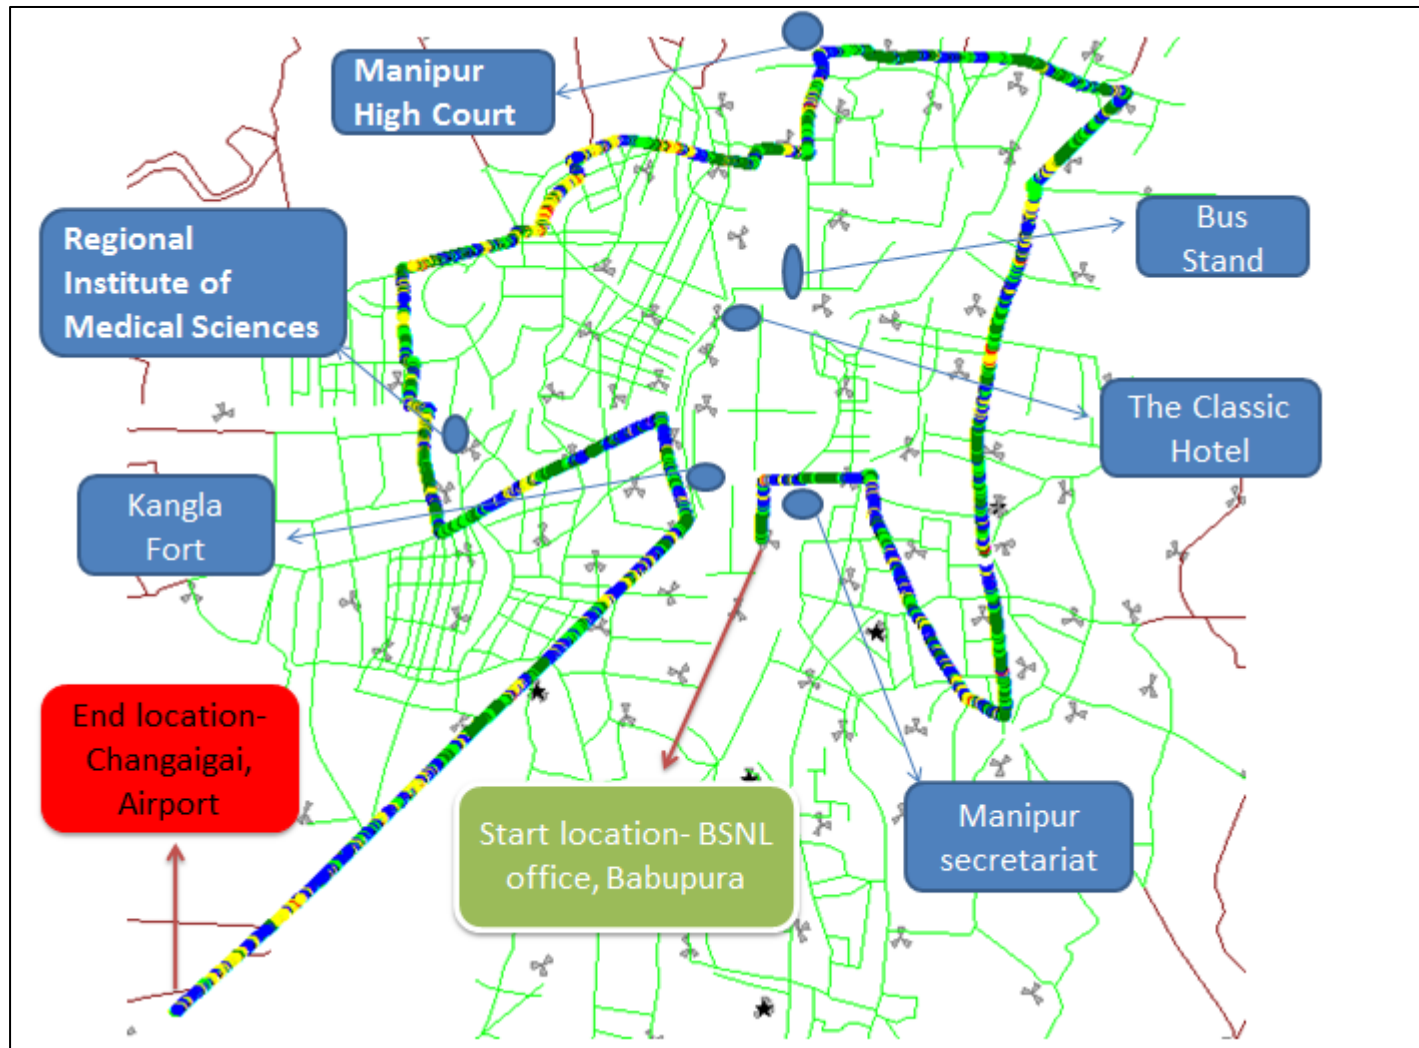 Manipur
High Court
Regional
Institute of
Medical Sciences
Bus
Stand
The Classic
Hotel
Kangla
Fort
End location-
Changaigai,
Airport
Start location- BSNL
office, Babupura
Manipur
secretariat